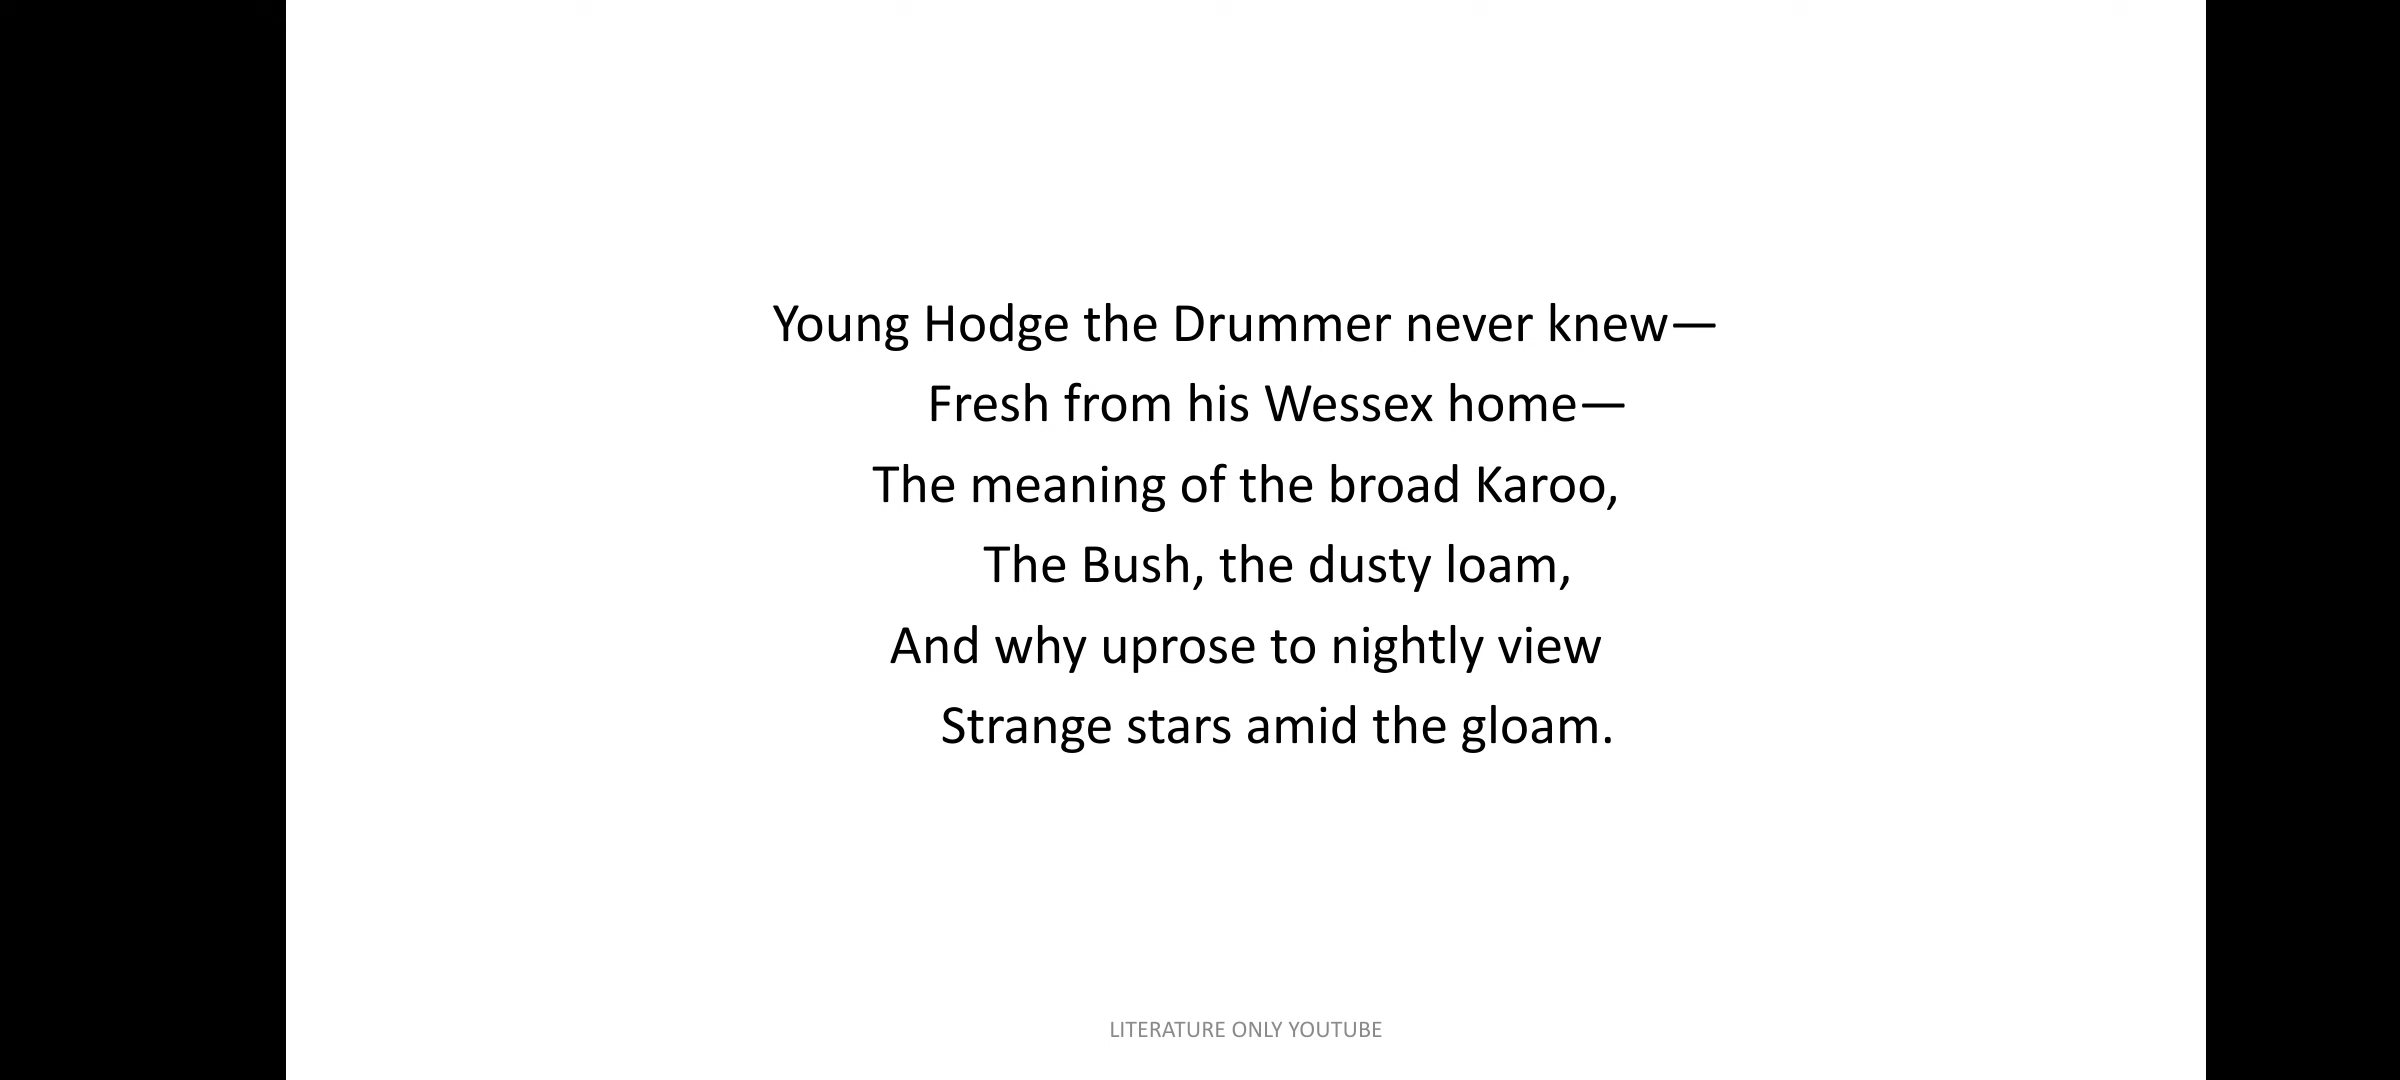 Young Hodge the Drummer never knew—
Fresh from his Wessex home—
The meaning of the broad Karoo,
The Bush, the dusty loam,
And why uprose to nightly view
Strange stars amid the gloam.
LITERATURE ONLY YOUTUBE